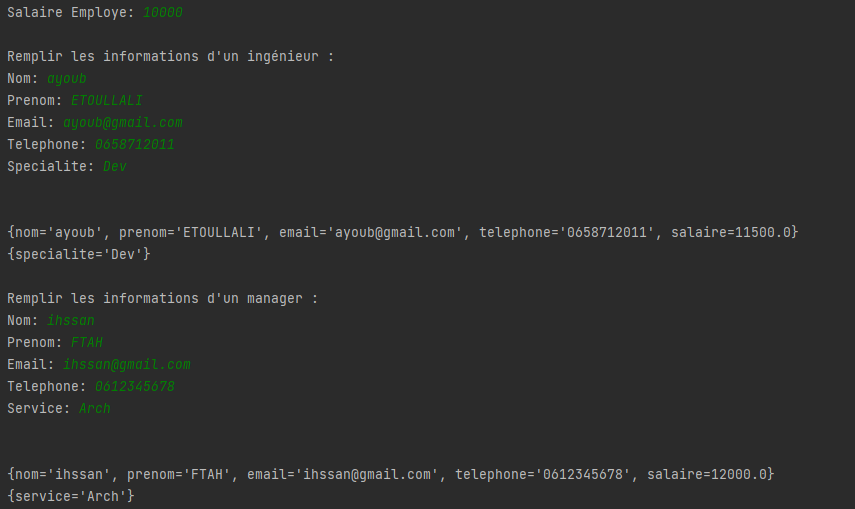 Salaire Employe: 10000
Remplir les informations d'un ingénieur :
Nom: ayoub
Prenom: ETOULLALI
Email: ayoub@gmail.com
Telephone: 0658712011
Specialite: Dev
{nom='ayoub', prenom='ETOULLALI', email='ayoub@gmail.com', telephone='0658712011', salaire=11500.0}
{specialite='Dev'}
Remplir les informations d'un manager :
Nom: ihssan
Prenom: FTAH
Email: ihssan@gmail.com
Telephone: 0612345678
Service: Arch
{nom='ihssan', prenom='FTAH', email='ihssan@gmail.com', telephone='0612345678', salaire=12000.0}
{service='Arch'}